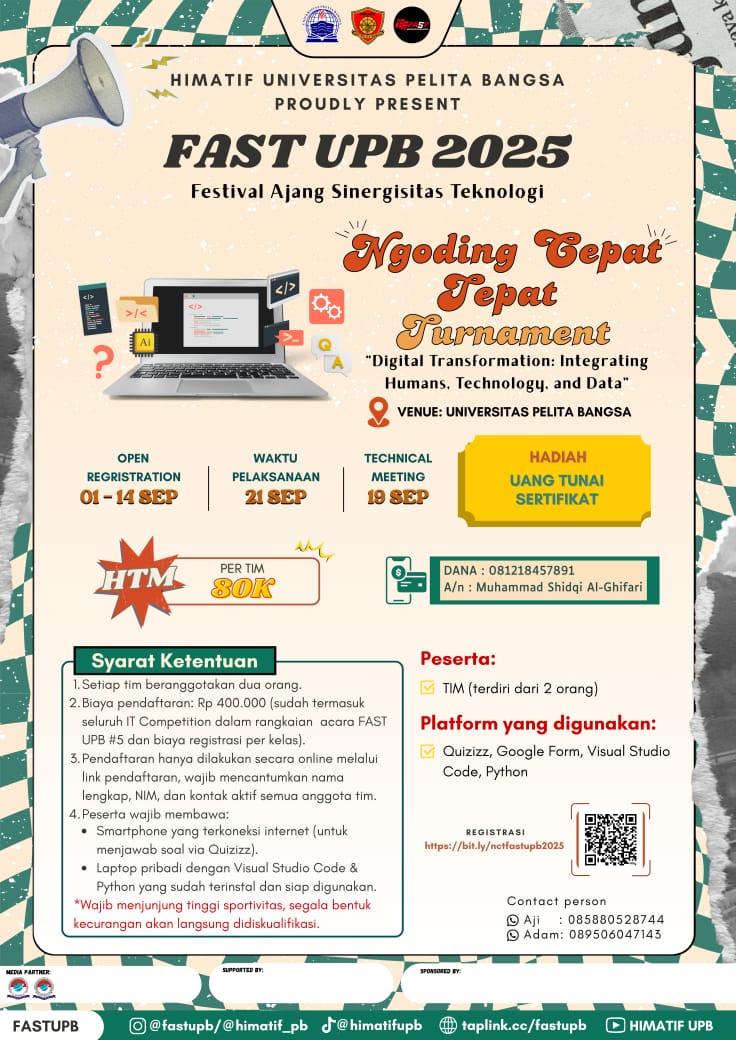 HIMATIF UNIVERSITAS PELITA BANGSA
PROUDLY PRESENT
FAST UPB 2025
Festival Ajang Sinergisitas Teknologi
Ngoding Cepat
Tepat
Turnament
"Digital Transformation: Integrating
Humans, Technology, and Data"
VENUE: UNIVERSITAS PELITA BANGSA
Ai
Q
A
OPEN
REGRISTRATION
01 - 14 SEP
WAKTU
PELAKSANAAN
21 SEP
TECHNICAL
MEETING
19 SEP
HADIAH
UANG TUNAI
SERTIFIKAT
HTM
PER TIM
80K
DANA : 081218457891
A/n : Muhammad Shidqi Al-Ghifari
Syarat Ketentuan
1. Setiap tim beranggotakan dua orang.
2. Biaya pendaftaran: Rp 400.000 (sudah termasuk
seluruh IT Competition dalam rangkaian acara FAST
UPB #5 dan biaya registrasi per kelas).
3. Pendaftaran hanya dilakukan secara online melalui
link pendaftaran, wajib mencantumkan nama
lengkap, NIM, dan kontak aktif semua anggota tim.
4. Peserta wajib membawa:
• Smartphone yang terkoneksi internet (untuk
menjawab soal via Quizizz).
• Laptop pribadi dengan Visual Studio Code &
Python yang sudah terinstal dan siap digunakan.
*Wajib menjunjung tinggi sportivitas, segala bentuk
kecurangan akan langsung didiskualifikasi.
Peserta:
TIM (terdiri dari 2 orang)
Platform yang digunakan:
Quizizz, Google Form, Visual Studio
Code, Python
REGISTRASI
https://bit.ly/nctfastupb2025
Contact person
Aji : 085880528744
Adam: 089506047143
MEDIA PARTNER:
SUPPORTED BY:
SPONSORED BY:
FASTUPB
@fastupb/@himatif_pb
@himatifupb
taplink.cc/fastupb
HIMATIF UPB